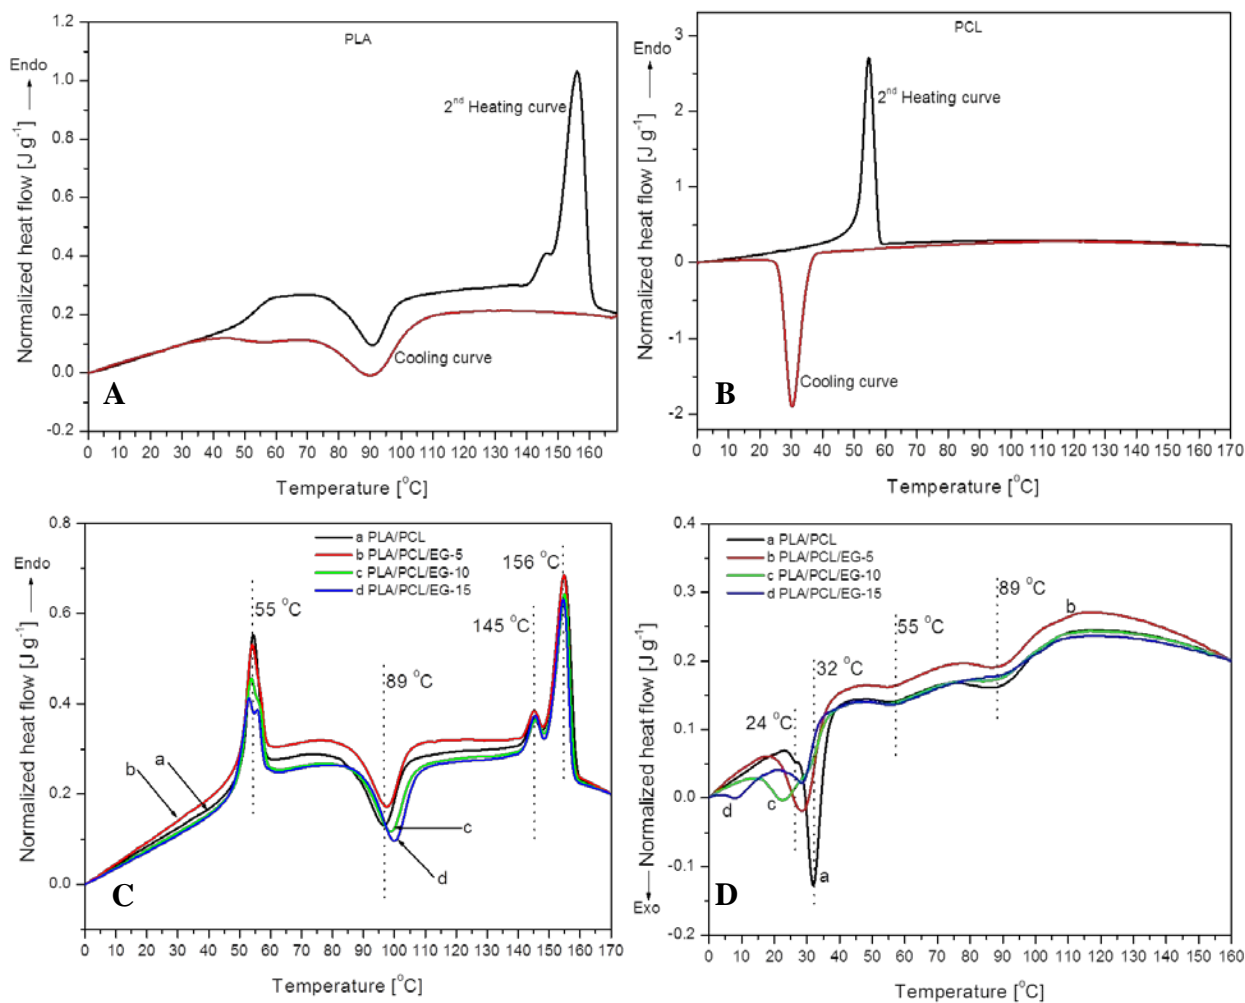 PLA
Endo
Normalized heat flow [J g⁻¹]
1.2
1.0
0.8
0.6
0.4
0.2
0.0
-0.2
2nd Heating curve
Cooling curve
A
0 10 20 30 40 50 60 70 80 90 100 110 120 130 140 150 160
Temperature [°C]
PCL
Endo
Normalized heat flow [J g⁻¹]
3
2
1
0
-1
-2
2nd Heating curve
Cooling curve
B
0 10 20 30 40 50 60 70 80 90 100 110 120 130 140 150 160 170
Temperature [°C]
Endo
Normalized heat flow [J g⁻¹]
0.8
0.6
0.4
0.2
0.0
a PLA/PCL
b PLA/PCL/EG-5
c PLA/PCL/EG-10
d PLA/PCL/EG-15
55 °C
156 °C
145 °C
89 °C
a
b
c
d
C
0 10 20 30 40 50 60 70 80 90 100 110 120 130 140 150 160 170
Temperature [°C]
Exo
Normalized heat flow [J g⁻¹]
0.4
0.3
0.2
0.1
0.0
-0.1
-0.2
a PLA/PCL
b PLA/PCL/EG-5
c PLA/PCL/EG-10
d PLA/PCL/EG-15
89 °C
b
55 °C
32 °C
24 °C
d
c
a
D
0 10 20 30 40 50 60 70 80 90 100 110 120 130 140 150 160
Temperature [°C]